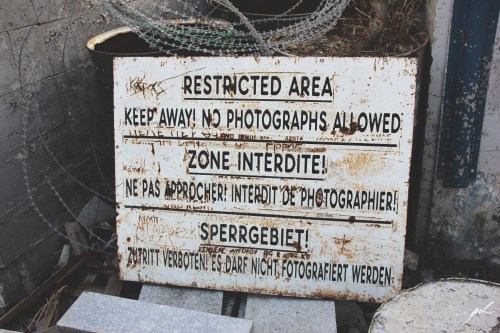 RESTRICTED AREA
KEEP AWAY! NO PHOTOGRAPHS ALLOWED
ZONE INTERDITE!
NE PAS APPROCHER! INTERDIT DE PHOTOGRAPHIER!
SPERRGEBIET!
ZUTRITT VERBOTEN! ES DARF NICHT FOTOGRAFIERT WERDEN.